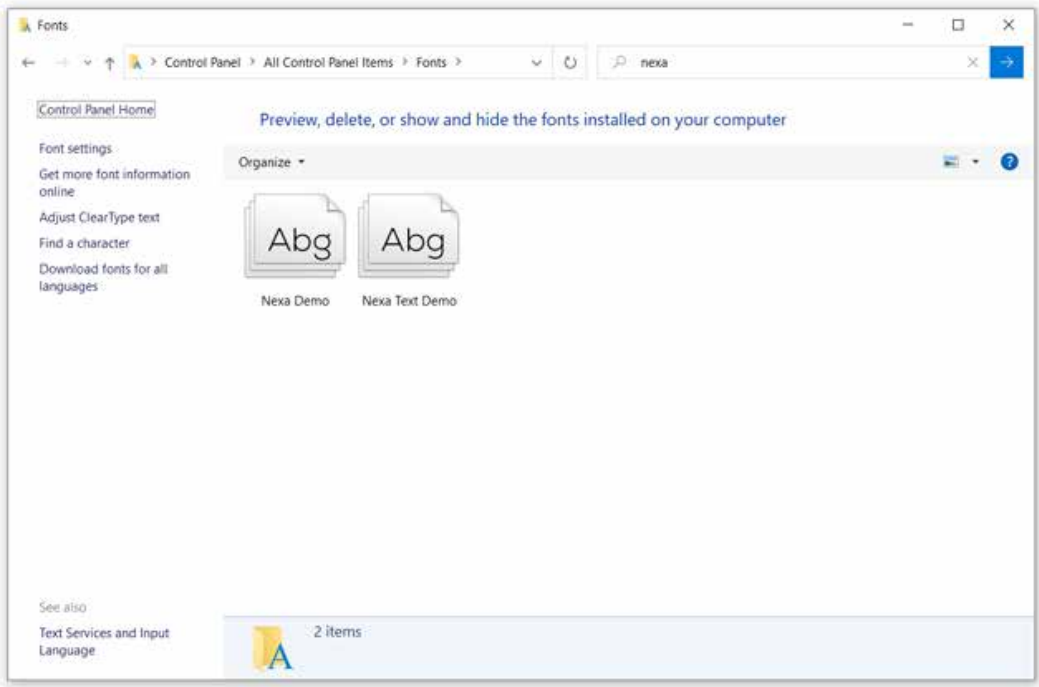 Fonts
Control Panel > All Control Panel Items > Fonts >
nexa
Control Panel Home
Preview, delete, or show and hide the fonts installed on your computer
Font settings
Get more font information
online
Adjust ClearType text
Find a character
Download fonts for all
languages
Organize
?
Abg
Abg
Nexa Demo
Nexa Text Demo
See also
Text Services and Input
Language
A
2 items